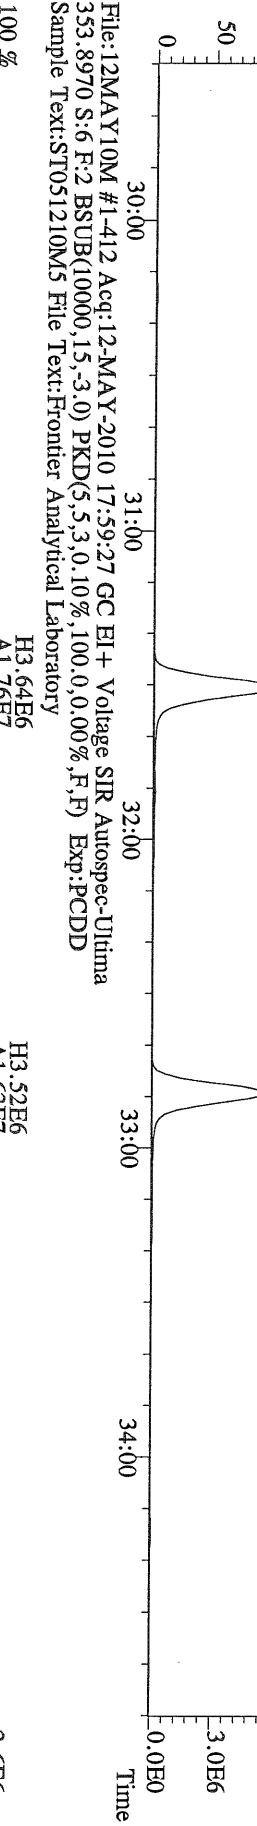 50
3.0E6
0
0.0E0
30:00
31:00
32:00
33:00
34:00
Time
File:12MAY10M #1-412 Acq:12-MAY-2010 17:59:27 GC EI+ Voltage SIR Autospec-Ultima
353.8970 S:6 F:2 BSUB(10000,15,-3.0) PKD(5,5,3,0.10%,100.0,0.00%,F,F) Exp:PCDD
Sample Text:ST051210M5 File Text:Frontier Analytical Laboratory
H3.64E6
H3.52E6
A1.76E7
100 %